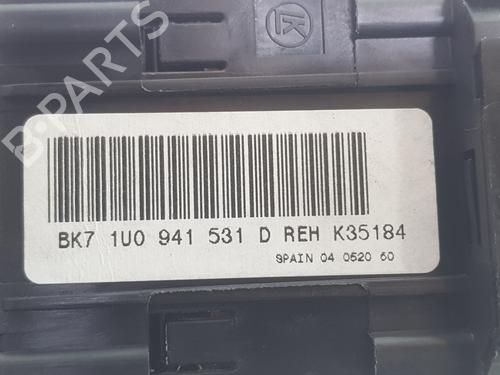 B-PARTS
BK7 1U0 941 531 D REH K35184
SPAIN 04 0520 60